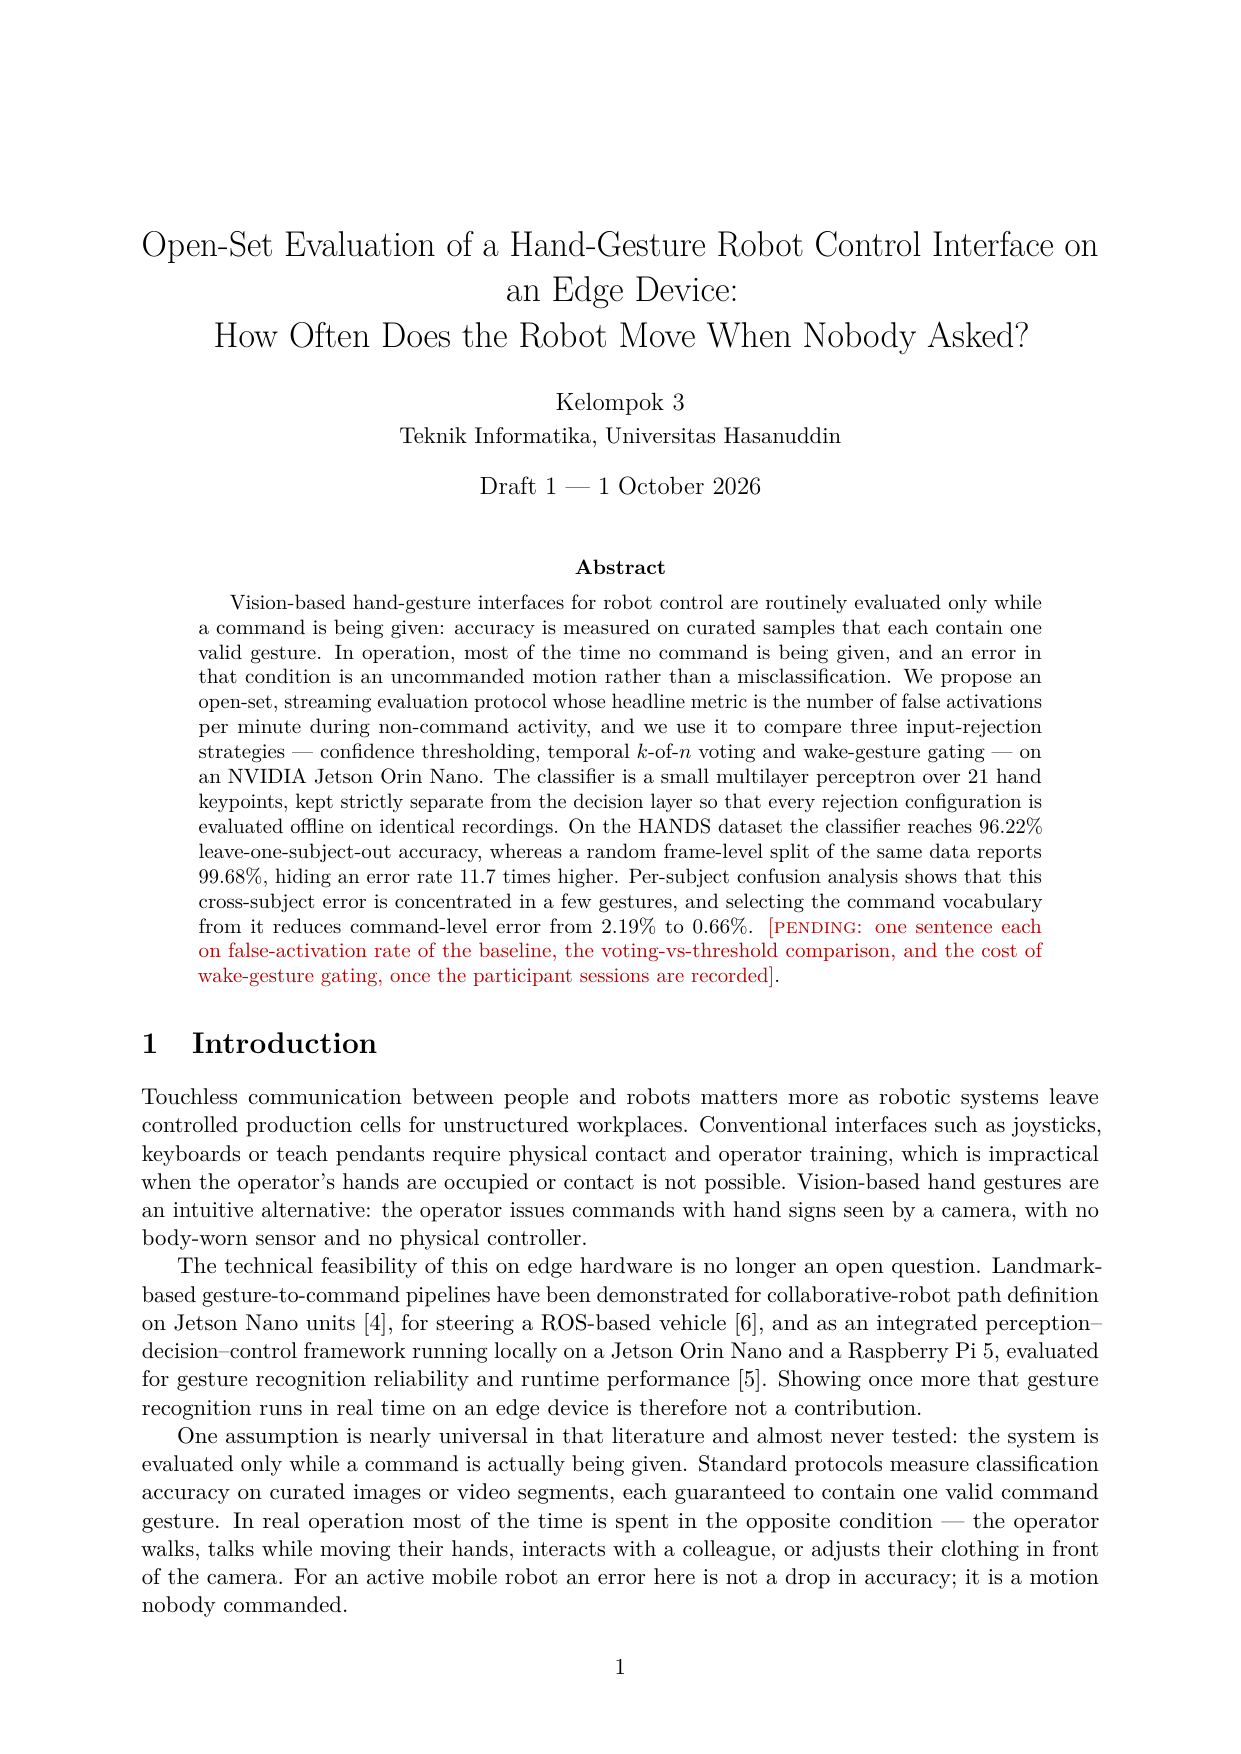 Open-Set Evaluation of a Hand-Gesture Robot Control Interface on
an Edge Device:
How Often Does the Robot Move When Nobody Asked?
Kelompok 3
Teknik Informatika, Universitas Hasanuddin
Draft 1 — 1 October 2026
Abstract
Vision-based hand-gesture interfaces for robot control are routinely evaluated only while
a command is being given: accuracy is measured on curated samples that each contain one
valid gesture. In operation, most of the time no command is being given, and an error in
that condition is an uncommanded motion rather than a misclassification. We propose an
open-set, streaming evaluation protocol whose headline metric is the number of false activations
per minute during non-command activity, and we use it to compare three input-rejection
strategies — confidence thresholding, temporal k-of-n voting and wake-gesture gating — on
an NVIDIA Jetson Orin Nano. The classifier is a small multilayer perceptron over 21 hand
keypoints, kept strictly separate from the decision layer so that every rejection configuration is
evaluated offline on identical recordings. On the HANDS dataset the classifier reaches 96.22%
leave-one-subject-out accuracy, whereas a random frame-level split of the same data reports
99.68%, hiding an error rate 11.7 times higher. Per-subject confusion analysis shows that this
cross-subject error is concentrated in a few gestures, and selecting the command vocabulary
from it reduces command-level error from 2.19% to 0.66%. [PENDING: one sentence each
on false-activation rate of the baseline, the voting-vs-threshold comparison, and the cost of
wake-gesture gating, once the participant sessions are recorded].
1 Introduction
Touchless communication between people and robots matters more as robotic systems leave
controlled production cells for unstructured workplaces. Conventional interfaces such as joysticks,
keyboards or teach pendants require physical contact and operator training, which is impractical
when the operator's hands are occupied or contact is not possible. Vision-based hand gestures are
an intuitive alternative: the operator issues commands with hand signs seen by a camera, with no
body-worn sensor and no physical controller.
The technical feasibility of this on edge hardware is no longer an open question. Landmark-
based gesture-to-command pipelines have been demonstrated for collaborative-robot path definition
on Jetson Nano units [4], for steering a ROS-based vehicle [6], and as an integrated perception–
decision–control framework running locally on a Jetson Orin Nano and a Raspberry Pi 5, evaluated
for gesture recognition reliability and runtime performance [5]. Showing once more that gesture
recognition runs in real time on an edge device is therefore not a contribution.
One assumption is nearly universal in that literature and almost never tested: the system is
evaluated only while a command is actually being given. Standard protocols measure classification
accuracy on curated images or video segments, each guaranteed to contain one valid command
gesture. In real operation most of the time is spent in the opposite condition — the operator
walks, talks while moving their hands, interacts with a colleague, or adjusts their clothing in front
of the camera. For an active mobile robot an error here is not a drop in accuracy; it is a motion
nobody commanded.
1